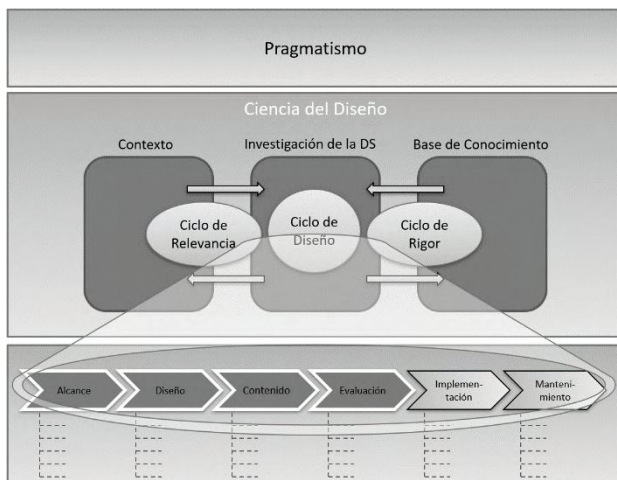 Pragmatismo
Ciencia del Diseño
Contexto
Investigación de la DS
Base de Conocimiento
Ciclo de
Relevancia
Ciclo de
Diseño
Ciclo de
Rigor
Alcance
Diseño
Contenido
Evaluación
Implemen-
tación
Manteni-
miento